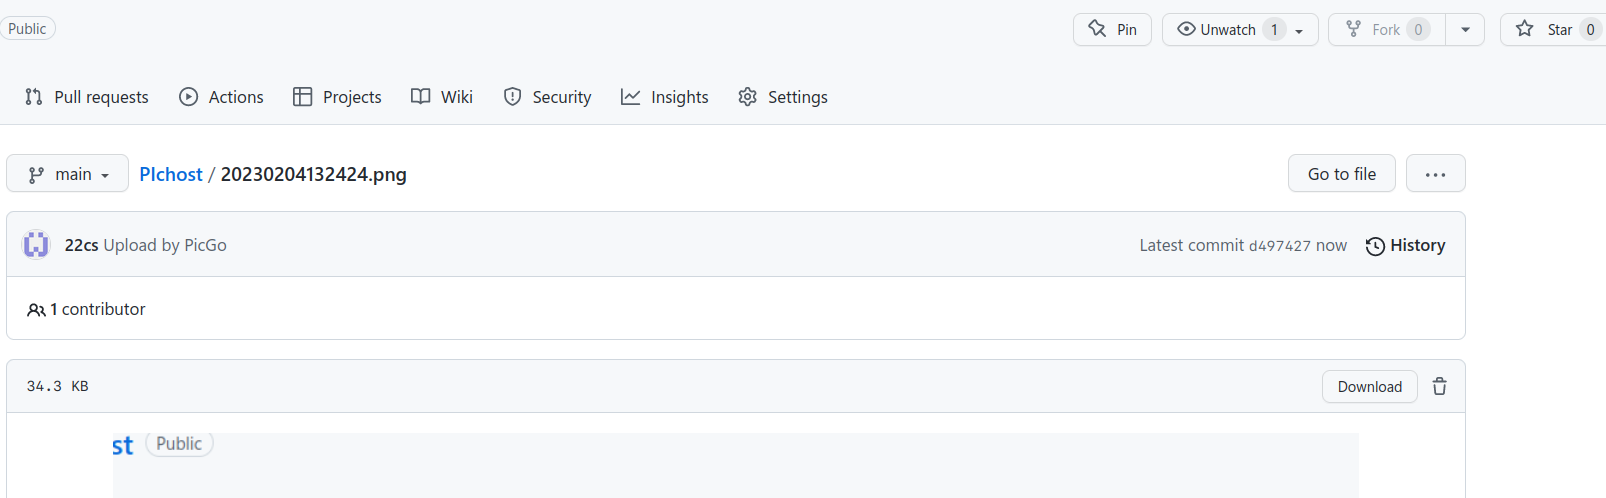 Public Pin Unwatch 1 Fork 0 Star 0
Pull requests Actions Projects Wiki Security Insights Settings
main PIchost / 20230204132424.png Go to file ...
22cs Upload by PicGo Latest commit d497427 now History
1 contributor
34.3 KB Download
st Public